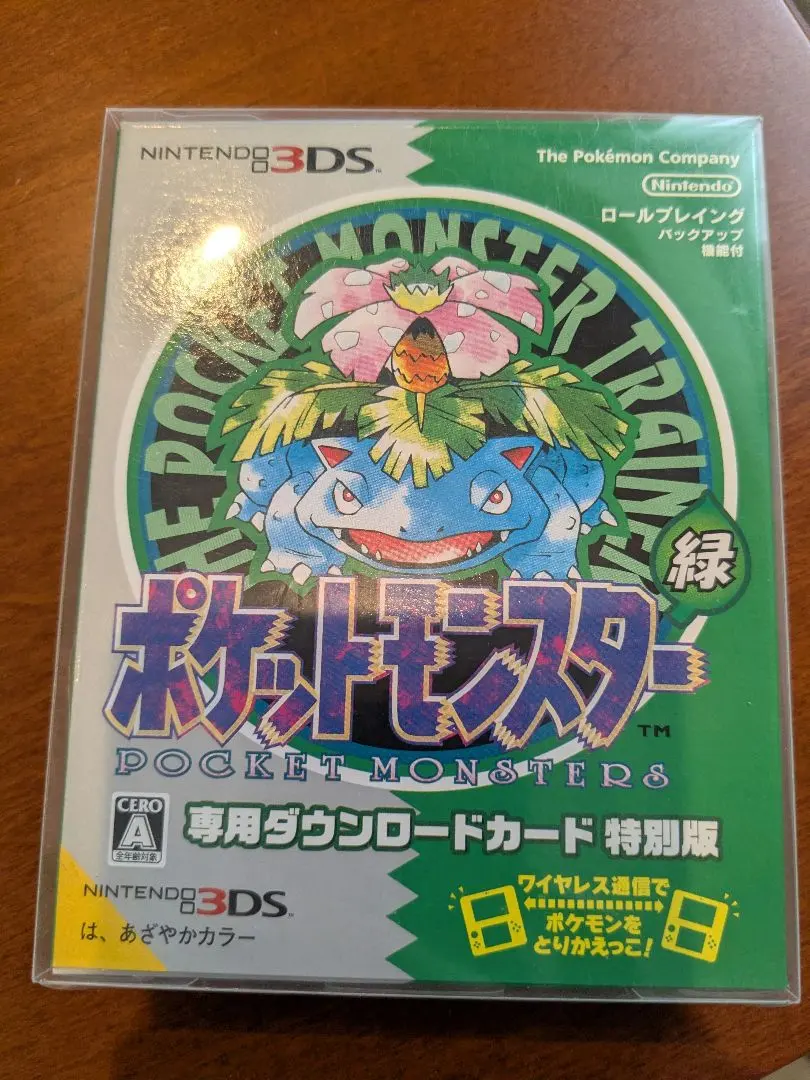 NINTENDO 3DS™
The Pokémon Company
Nintendo
ロールプレイング
バックアップ
機能付
THE POCKET MONSTER TRAINER
緑
ポケットモンスター™
POCKET MONSTERS
CERO
A
全年齢対象
専用ダウンロードカード 特別版
NINTENDO 3DS™
は、あざやかカラー
ワイヤレス通信で
ポケモンを
とりかえっこ!